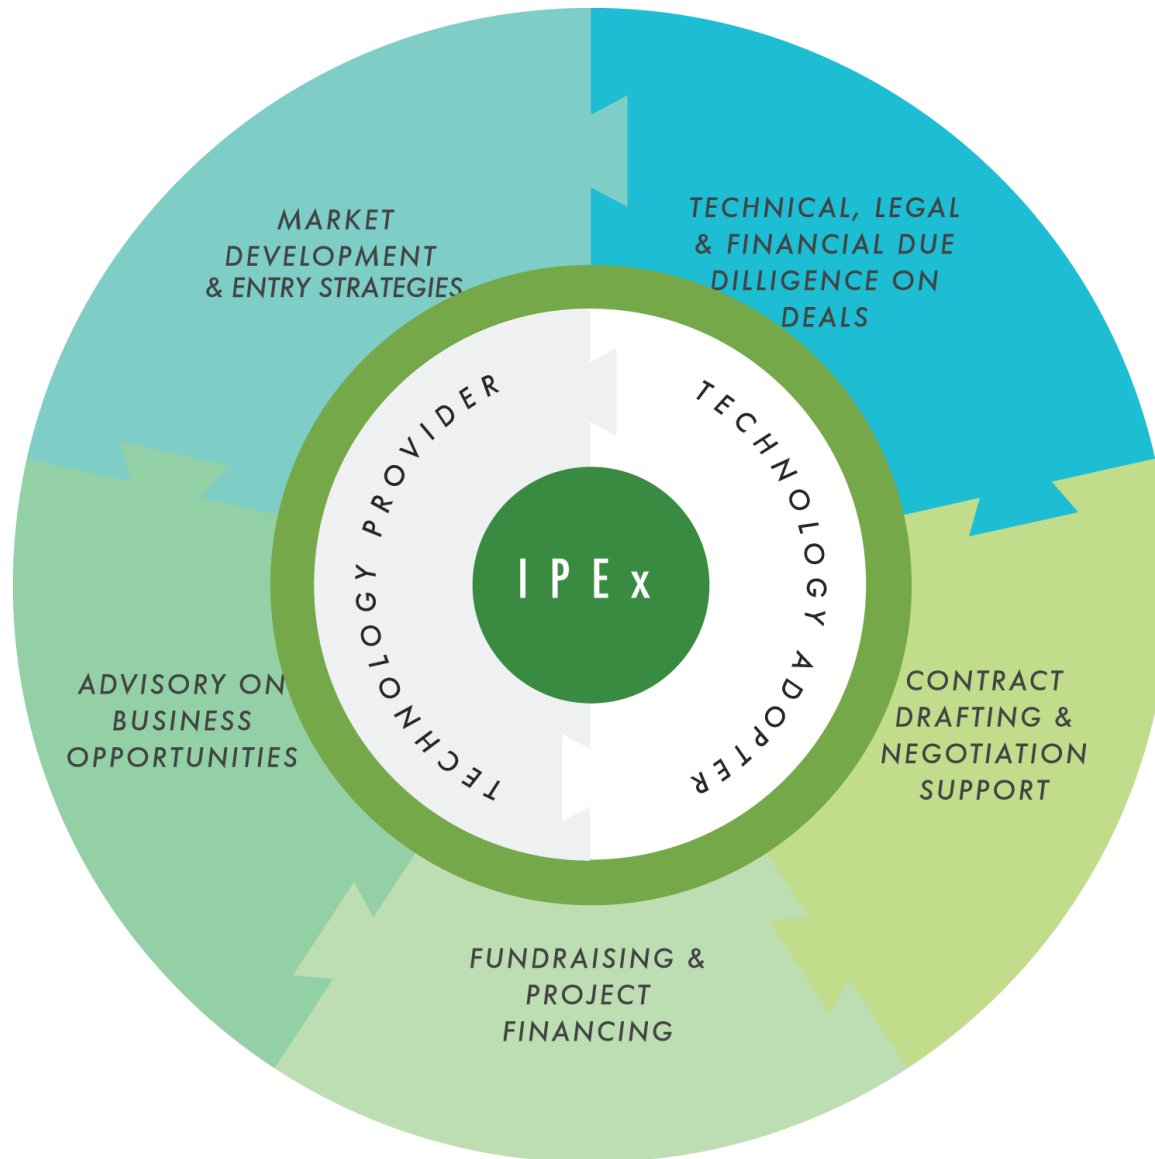 MARKET
DEVELOPMENT
& ENTRY STRATEGIES
TECHNICAL, LEGAL
& FINANCIAL DUE
DILLIGENCE ON
DEALS
TECHNOLOGY PROVIDER
TECHNOLOGY ADOPTER
IPEx
ADVISORY ON
BUSINESS
OPPORTUNITIES
CONTRACT
DRAFTING &
NEGOTIATION
SUPPORT
FUNDRAISING &
PROJECT
FINANCING